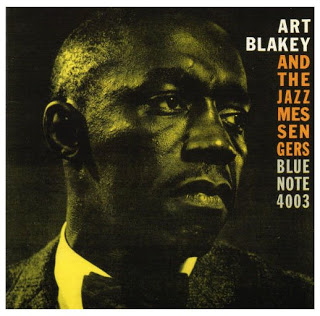 ART
BLAKEY
AND
THE
JAZZ
MES
SEN
GERS
BLUE
NOTE
4003